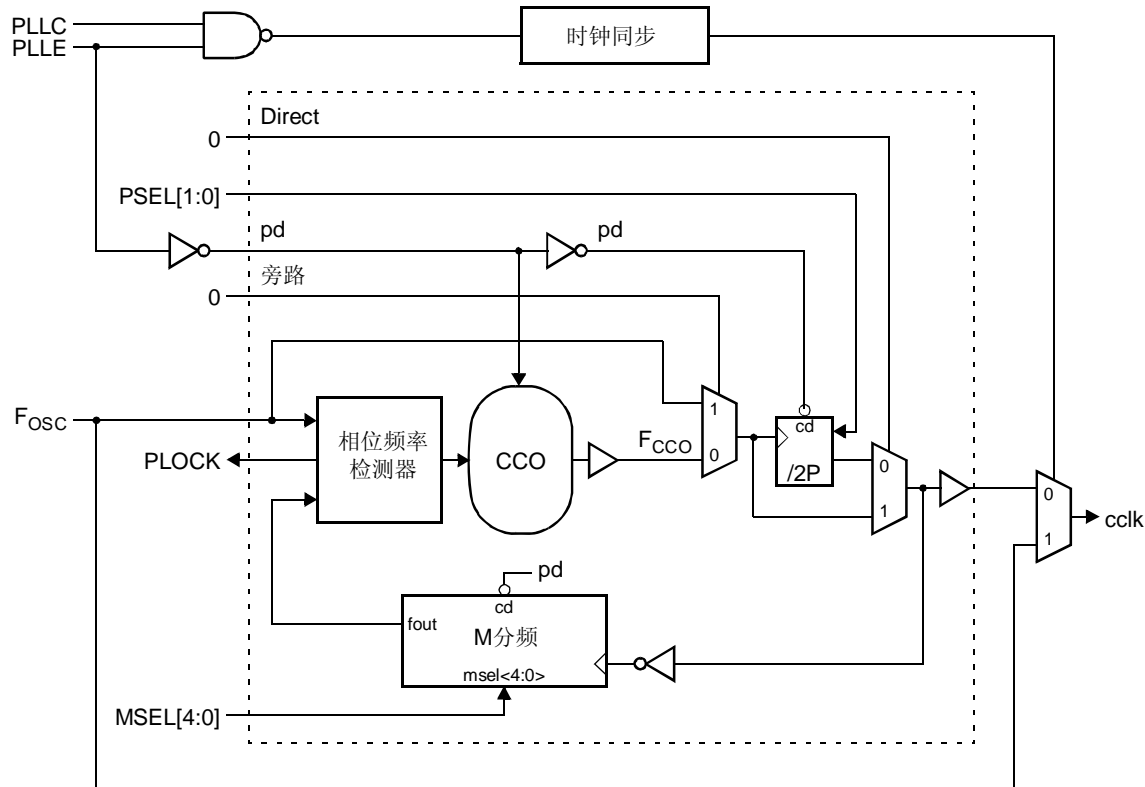 PLLC
PLLE
时钟同步
Direct
0
PSEL[1:0]
pd
pd
旁路
0
FOSC
PLOCK
相位频率
检测器
CCO
FCCO
1
0
cd
/2P
0
1
0
1
cclk
pd
cd
fout
M分频
msel<4:0>
MSEL[4:0]